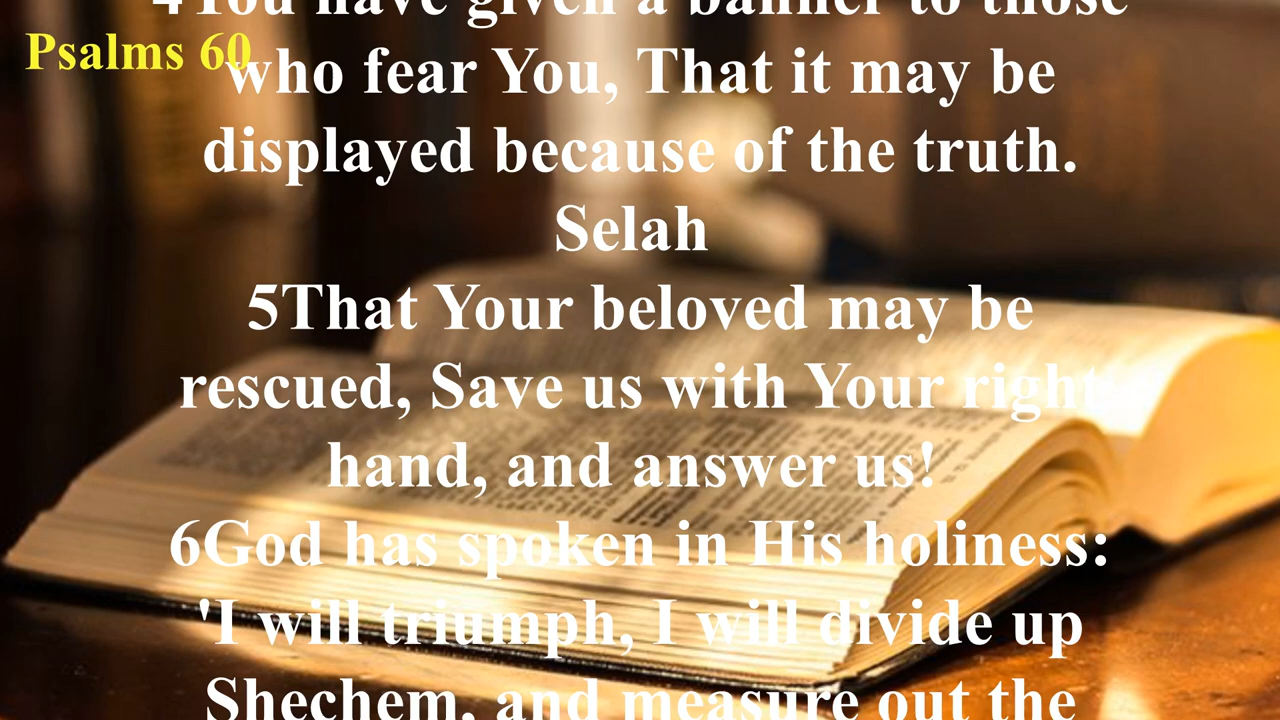 4You have given a banner to those
Psalms 60
who fear You, That it may be
displayed because of the truth.
Selah
5That Your beloved may be
rescued, Save us with Your right
hand, and answer us!
6God has spoken in His holiness:
'I will triumph, I will divide up
Shechem, and measure out the